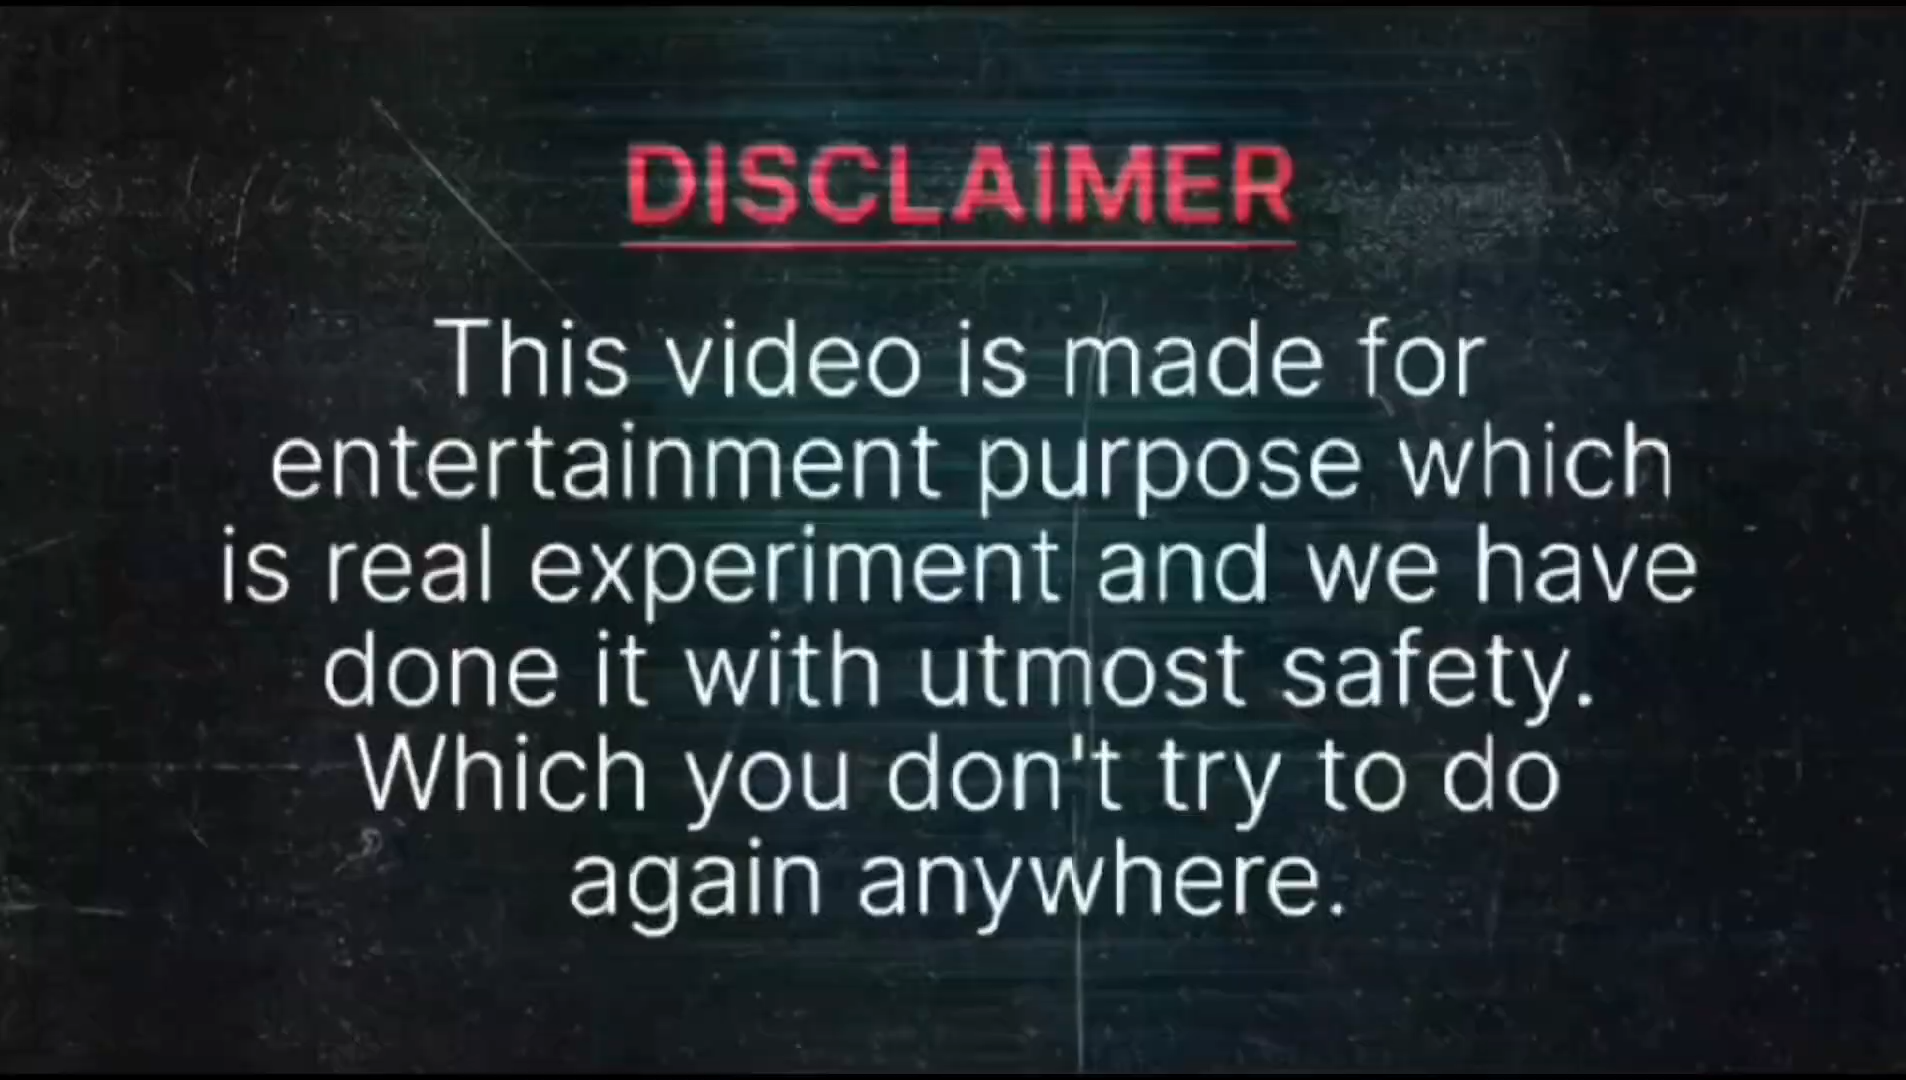 DISCLAIMER
This video is made for
entertainment purpose which
is real experiment and we have
done it with utmost safety.
Which you don't try to do
again anywhere.